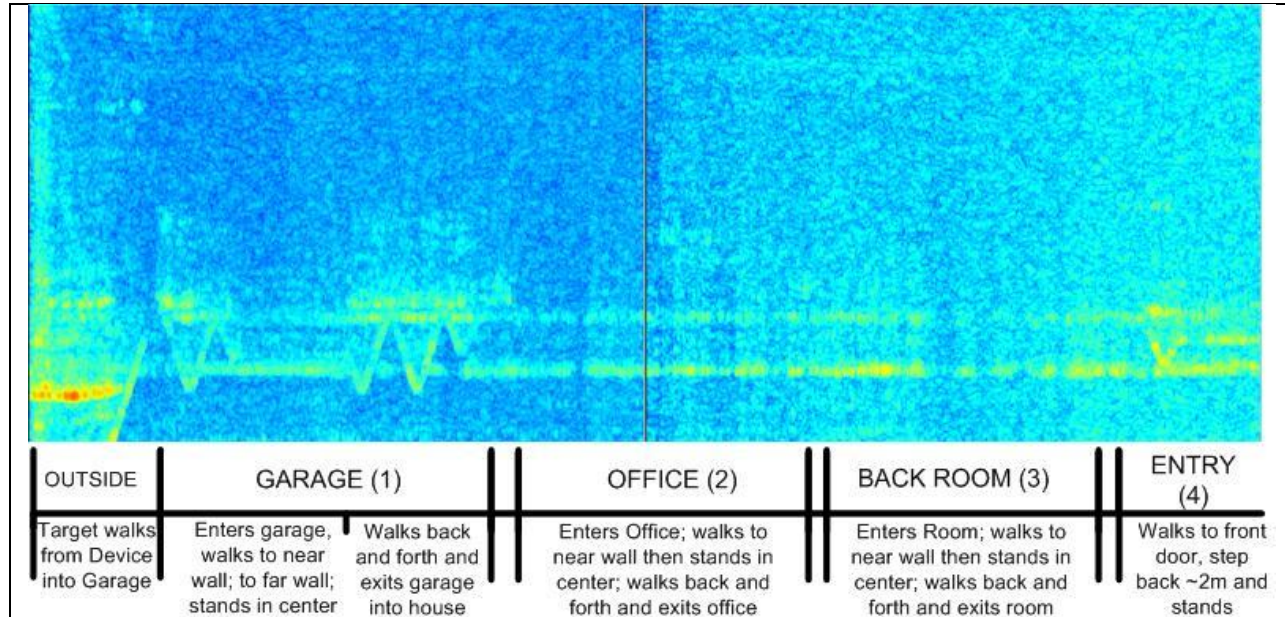 OUTSIDE
GARAGE (1)
OFFICE (2)
BACK ROOM (3)
ENTRY
(4)
Target walks
from Device
into Garage
Enters garage,
walks to near
wall; to far wall;
stands in center
Walks back
and forth and
exits garage
into house
Enters Office; walks to
near wall then stands in
center; walks back and
forth and exits office
Enters Room; walks to
near wall then stands in
center; walks back and
forth and exits room
Walks to front
door, step
back ~2m and
stands